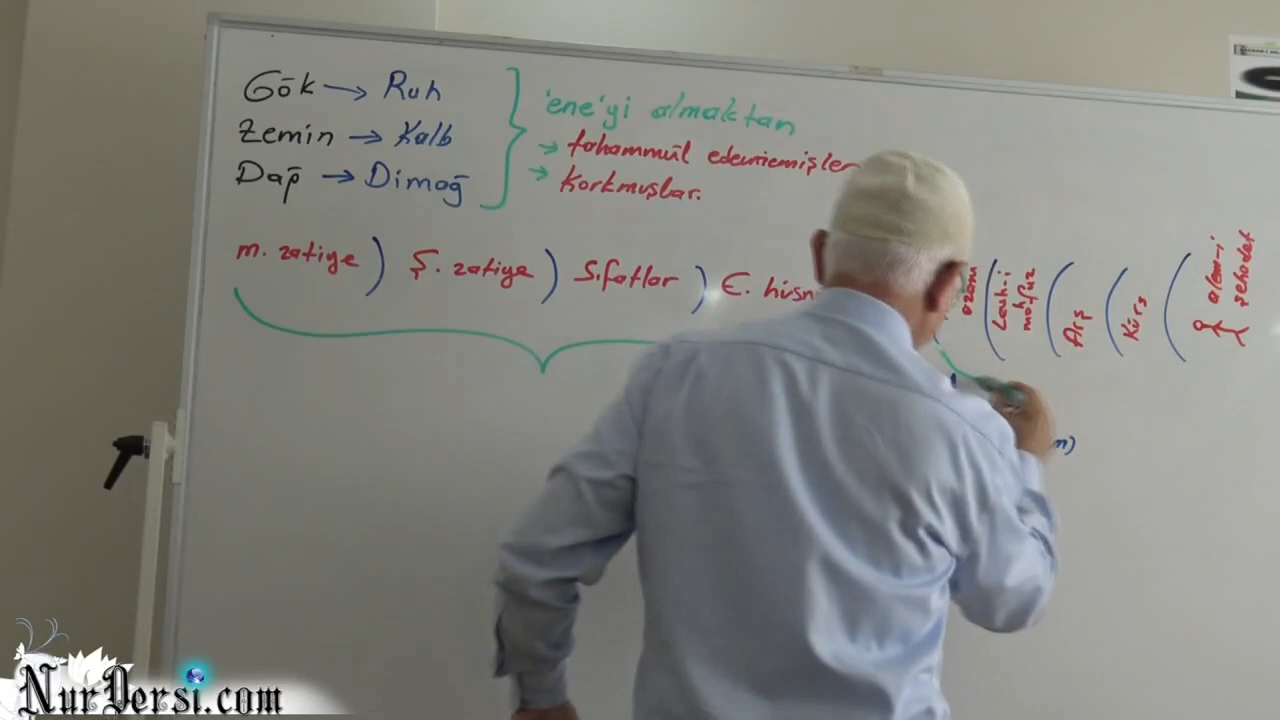 Gök → Ruh
Zemin → Kalb
Dağ → Dimağ
'ene'yi almaktan
→ tahammül edememişler
→ Korkmuşlar.
m. zatiye ) Ş. zatiye ) Sıfatlar ) E. hüsn
( Levh-i mahfuz ( Arş ( Kürs ( alem-i şehadet
NurDersi.com